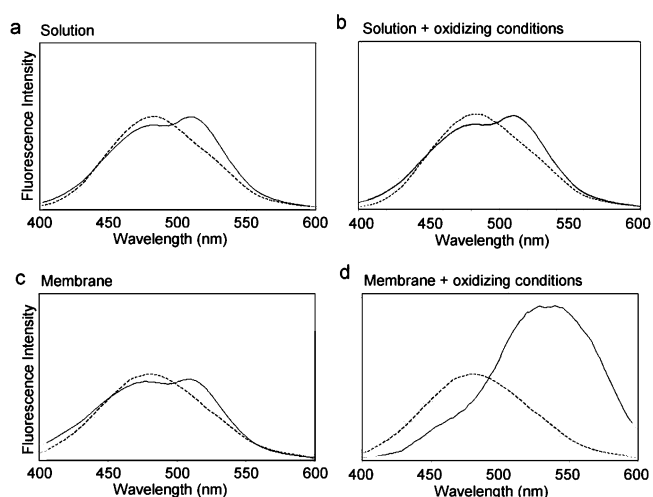 a Solution
Fluorescence Intensity
400 450 500 550 600
Wavelength (nm)
b Solution + oxidizing conditions
400 450 500 550 600
Wavelength (nm)
c Membrane
Fluorescence Intensity
400 450 500 550 600
Wavelength (nm)
d Membrane + oxidizing conditions
400 450 500 550 600
Wavelength (nm)